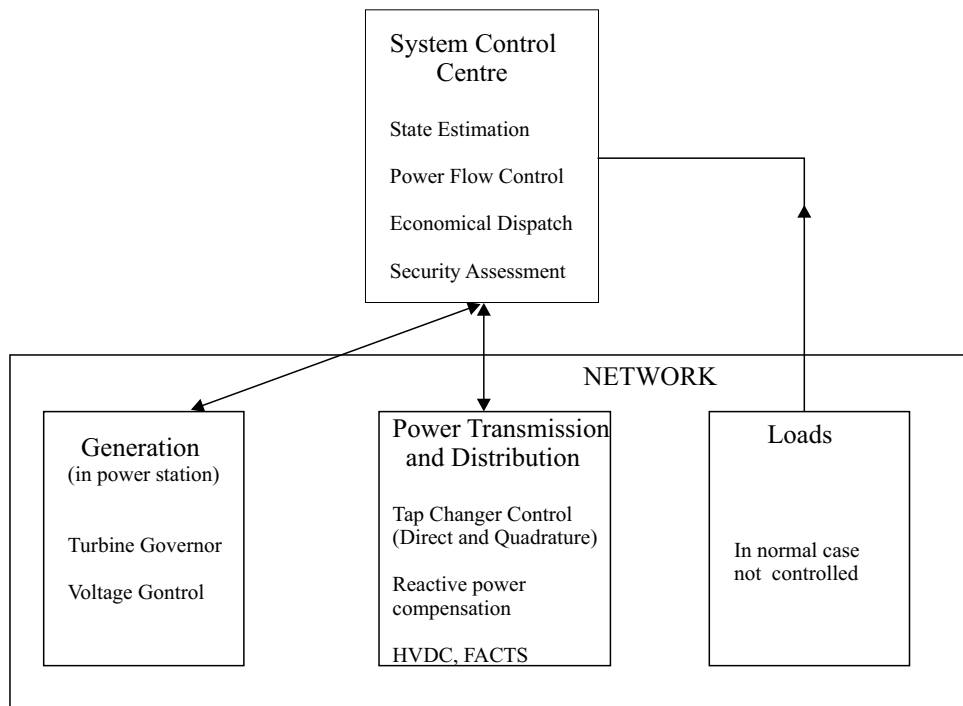 System Control
Centre
State Estimation
Power Flow Control
Economical Dispatch
Security Assessment
NETWORK
Generation
(in power station)
Turbine Governor
Voltage Gontrol
Power Transmission
and Distribution
Tap Changer Control
(Direct and Quadrature)
Reactive power
compensation
HVDC, FACTS
Loads
In normal case
not controlled